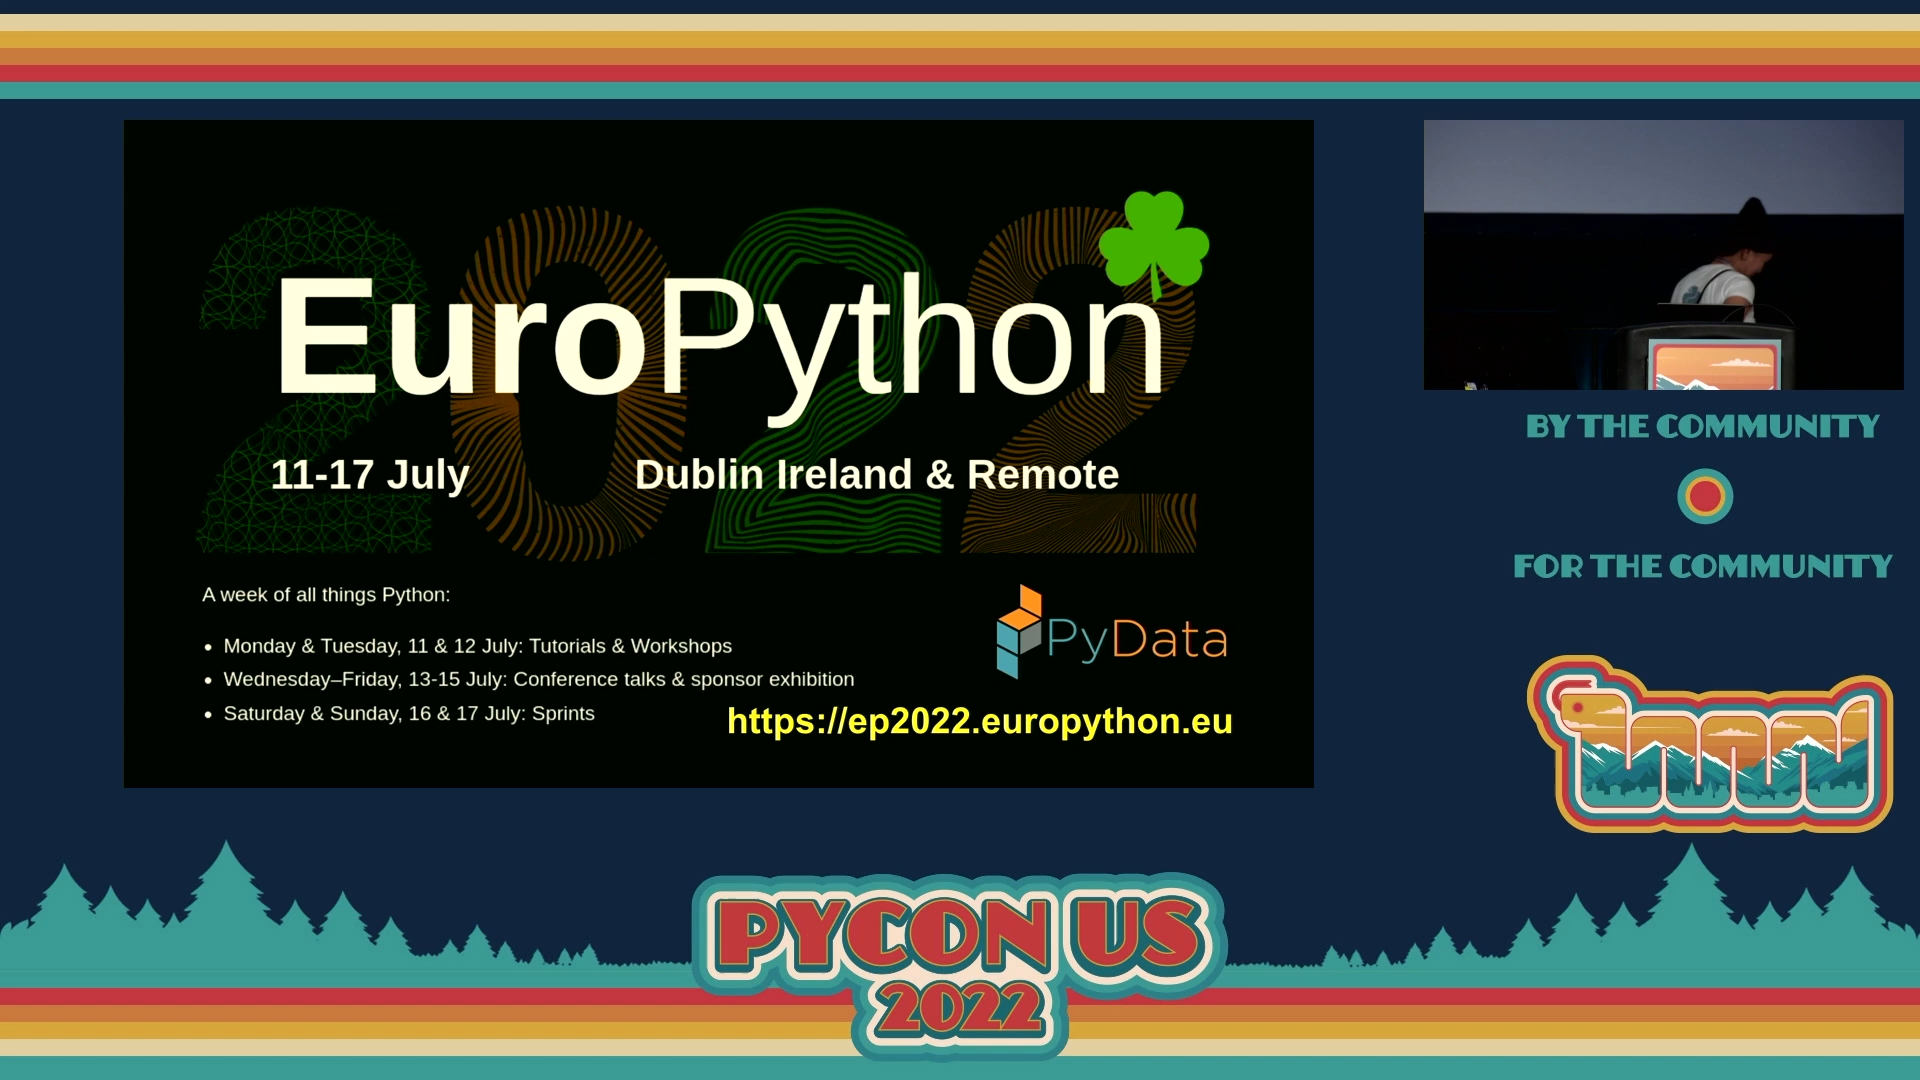 2022
EuroPython
11-17 July
Dublin Ireland & Remote
A week of all things Python:
• Monday & Tuesday, 11 & 12 July: Tutorials & Workshops
• Wednesday–Friday, 13-15 July: Conference talks & sponsor exhibition
• Saturday & Sunday, 16 & 17 July: Sprints
PyData
https://ep2022.europython.eu
BY THE COMMUNITY
FOR THE COMMUNITY
PYCON US
2022